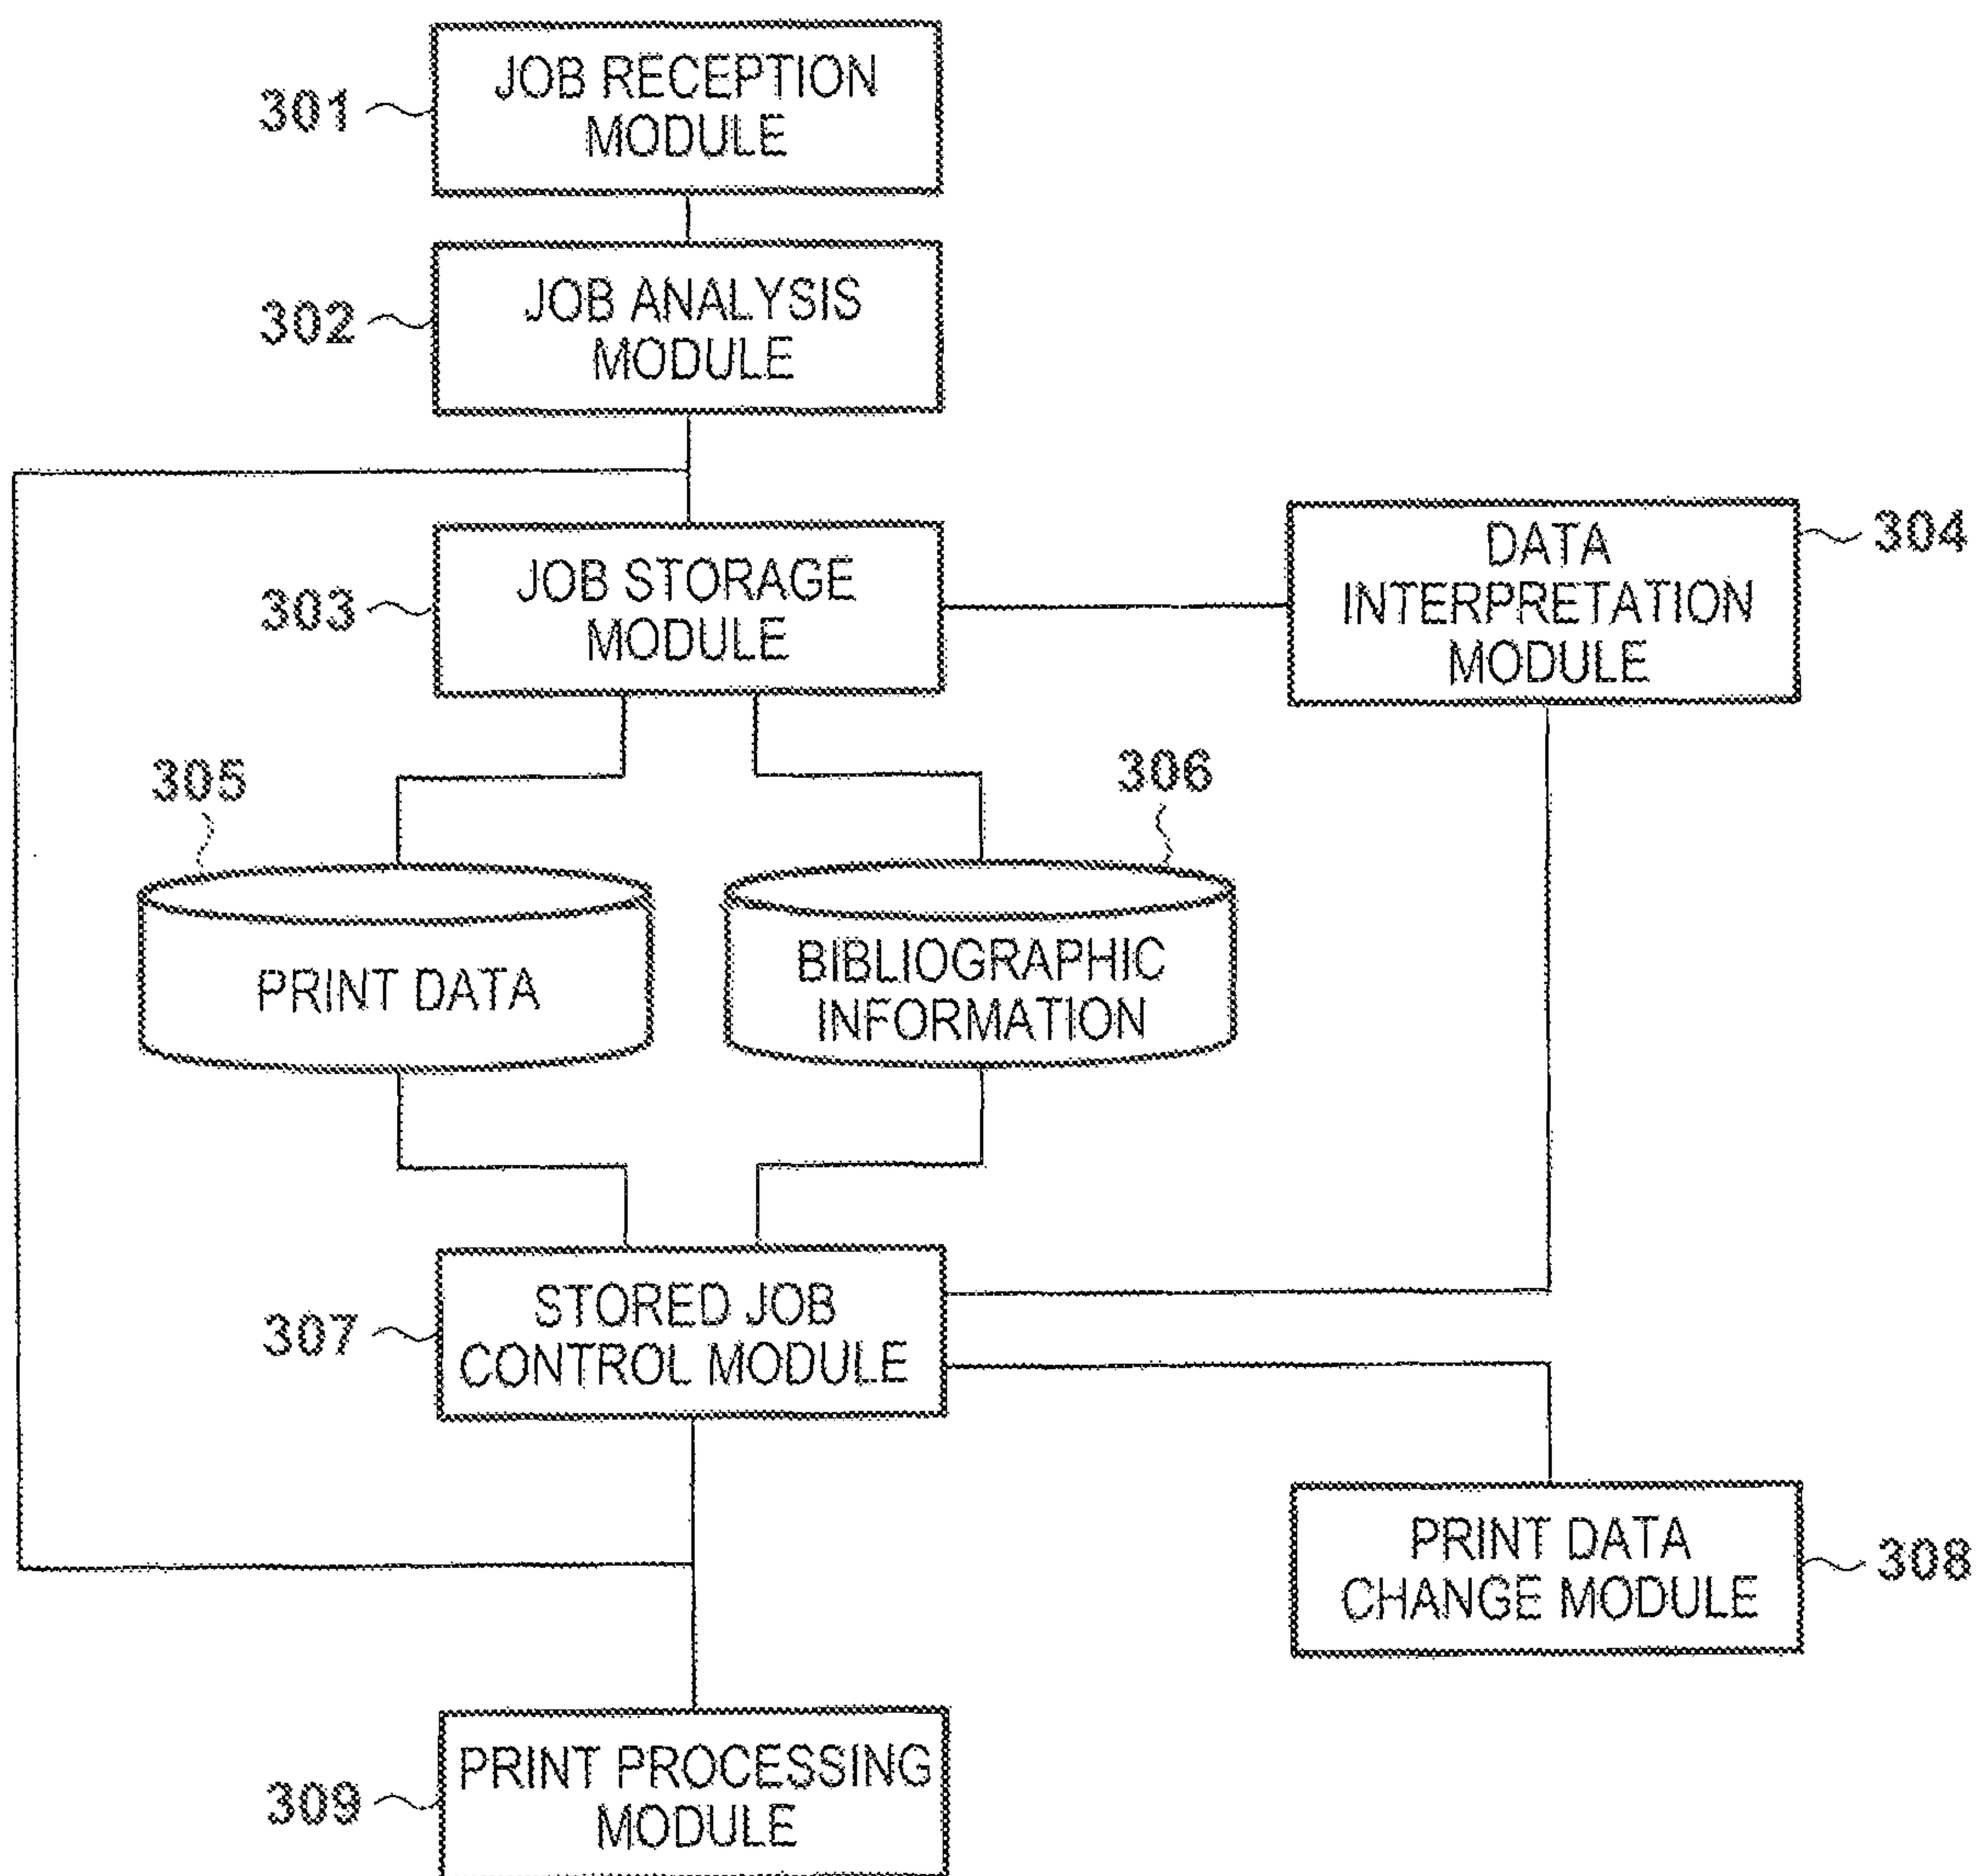 JOB RECEPTION
MODULE
301
JOB ANALYSIS
MODULE
302
JOB STORAGE
MODULE
303
DATA
INTERPRETATION
MODULE
304
305
PRINT DATA
306
BIBLIOGRAPHIC
INFORMATION
STORED JOB
CONTROL MODULE
307
PRINT DATA
CHANGE MODULE
308
PRINT PROCESSING
MODULE
309